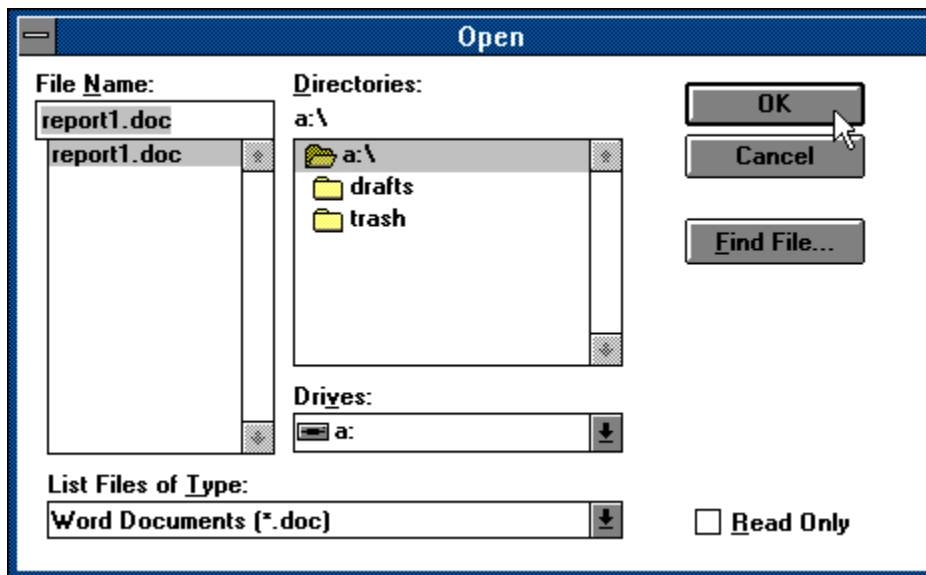 Open
File Name:
report1.doc
report1.doc
Directories:
a:\
a:\
drafts
trash
Drives:
a:
List Files of Type:
Word Documents (*.doc)
OK
Cancel
Find File...
Read Only